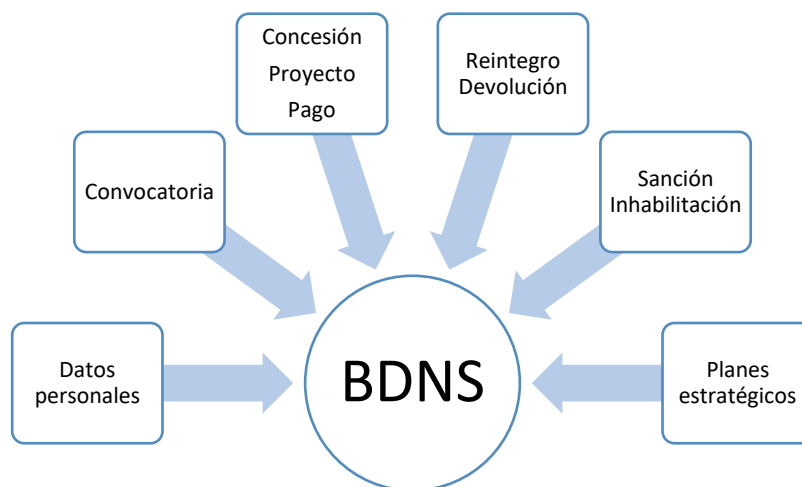 Concesión
Proyecto
Pago
Reintegro
Devolución
Convocatoria
Sanción
Inhabilitación
Datos
personales
BDNS
Planes
estratégicos